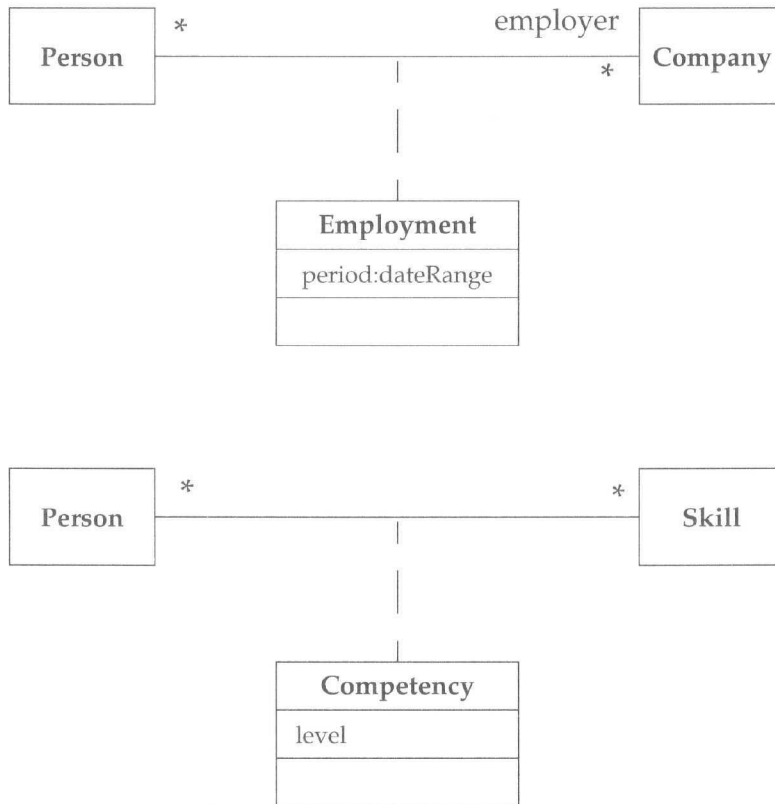 * employer
Person Company
*
Employment
period:dateRange
* *
Person Skill
Competency
level